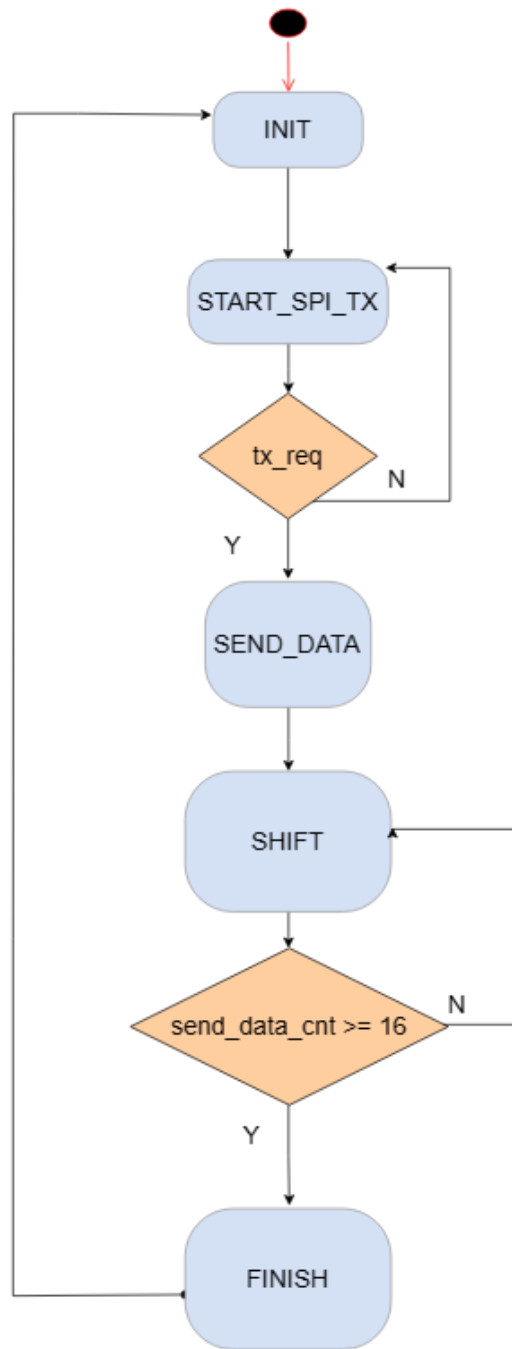 INIT
START_SPI_TX
tx_req
N
Y
SEND_DATA
SHIFT
send_data_cnt >= 16
N
Y
FINISH